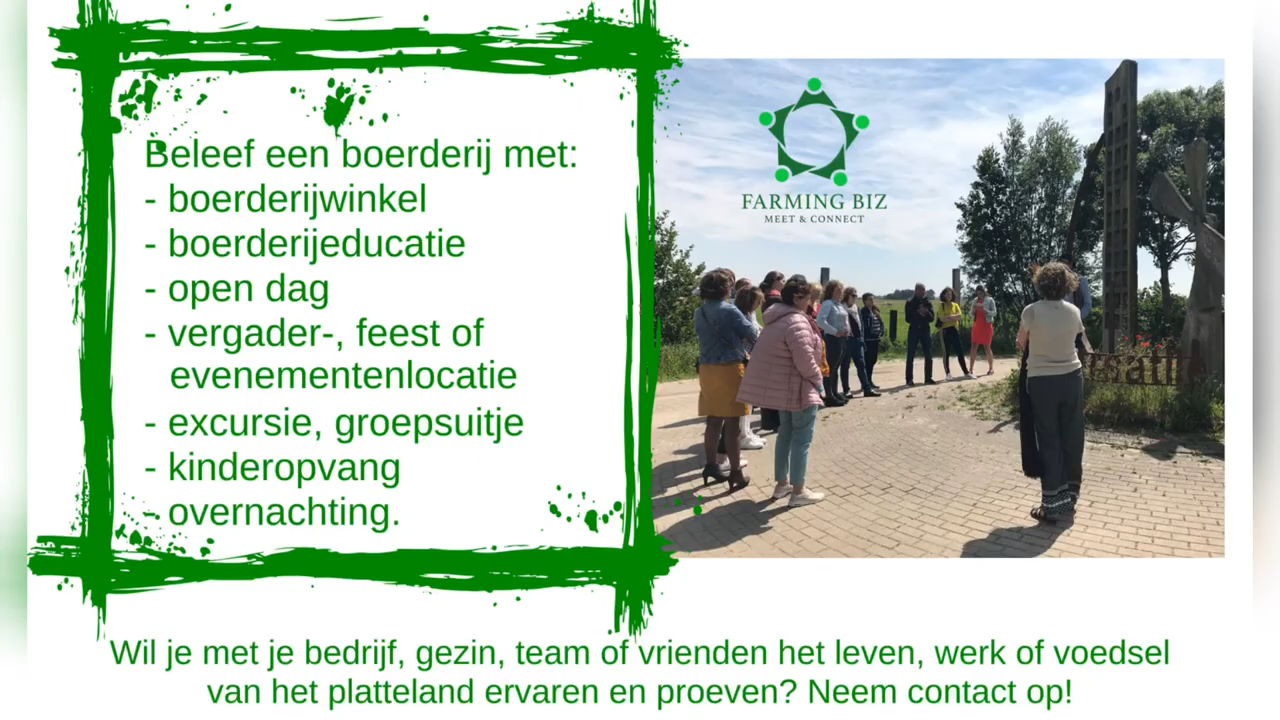 Beleef een boerderij met:
- boerderijwinkel
- boerderijeducatie
- open dag
- vergader-, feest of
evenementenlocatie
- excursie, groepsuitje
- kinderopvang
- overnachting.
FARMING BIZ
MEET & CONNECT
Wil je met je bedrijf, gezin, team of vrienden het leven, werk of voedsel
van het platteland ervaren en proeven? Neem contact op!